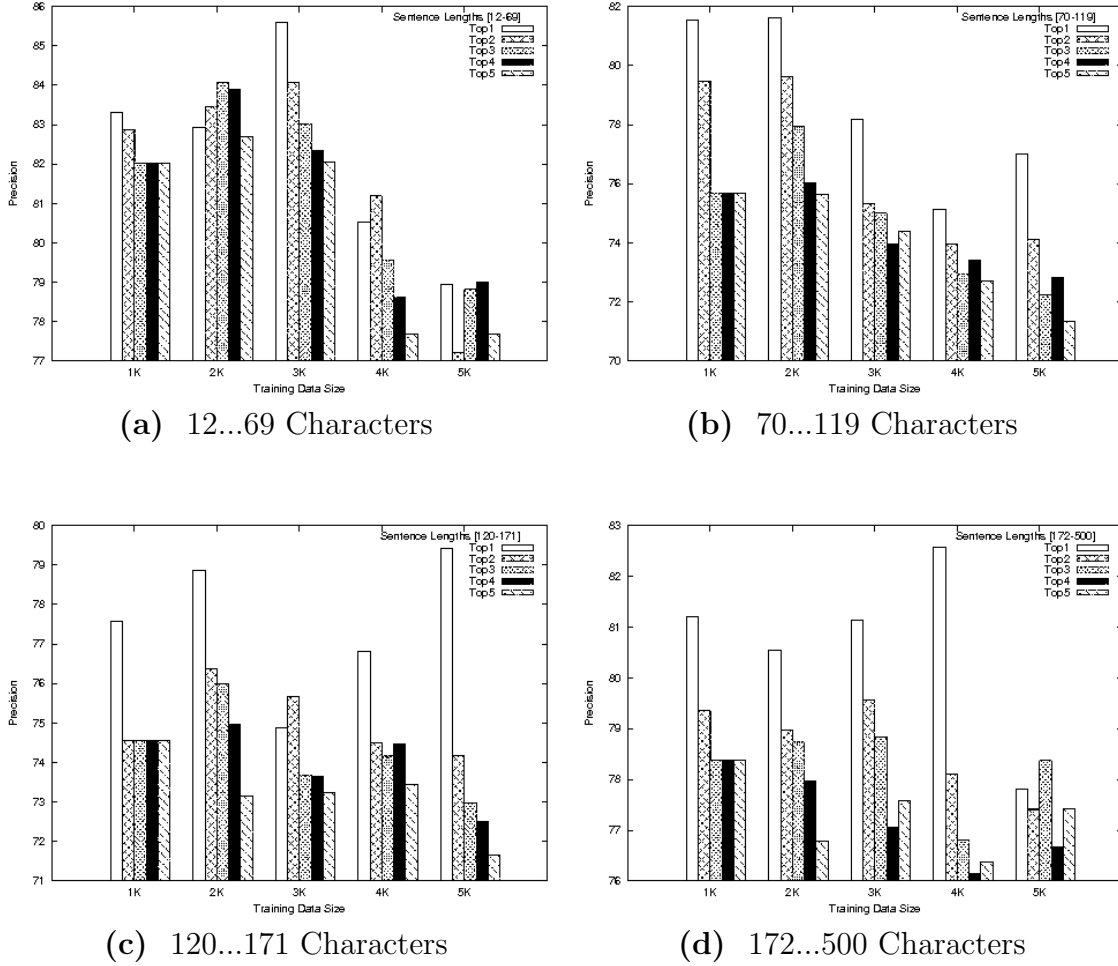 86
85
84
83
82
81
80
79
78
77
Precision
Sentence Lengths [12-69]
Top1
Top2
Top3
Top4
Top5
1K 2K 3K 4K 5K
Training Data Size
(a) 12...69 Characters
82
80
78
76
74
72
70
Precision
Sentence Lengths [70-119]
Top1
Top2
Top3
Top4
Top5
1K 2K 3K 4K 5K
Training Data Size
(b) 70...119 Characters
80
79
78
77
76
75
74
73
72
71
Precision
Sentence Lengths [120-171]
Top1
Top2
Top3
Top4
Top5
1K 2K 3K 4K 5K
Training Data Size
(c) 120...171 Characters
83
82
81
80
79
78
77
76
Precision
Sentence Lengths [172-500]
Top1
Top2
Top3
Top4
Top5
1K 2K 3K 4K 5K
Training Data Size
(d) 172...500 Characters